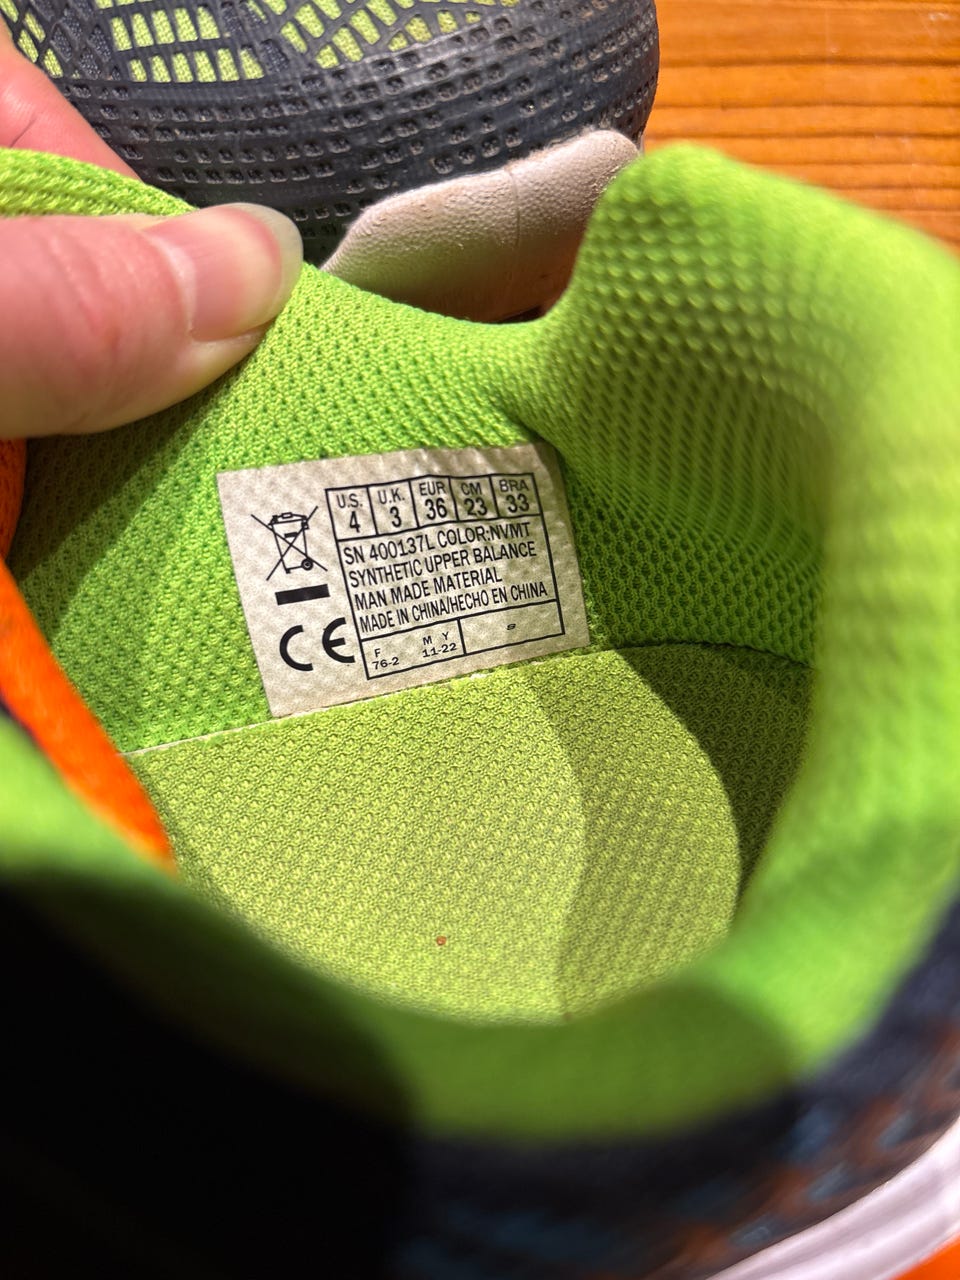 U.S. U.K. EUR CM BRA
4 3 36 23 33
SN 400137L COLOR:NVMT
SYNTHETIC UPPER BALANCE
MAN MADE MATERIAL
MADE IN CHINA/HECHO EN CHINA
F M Y S
76-2 11-22
CE